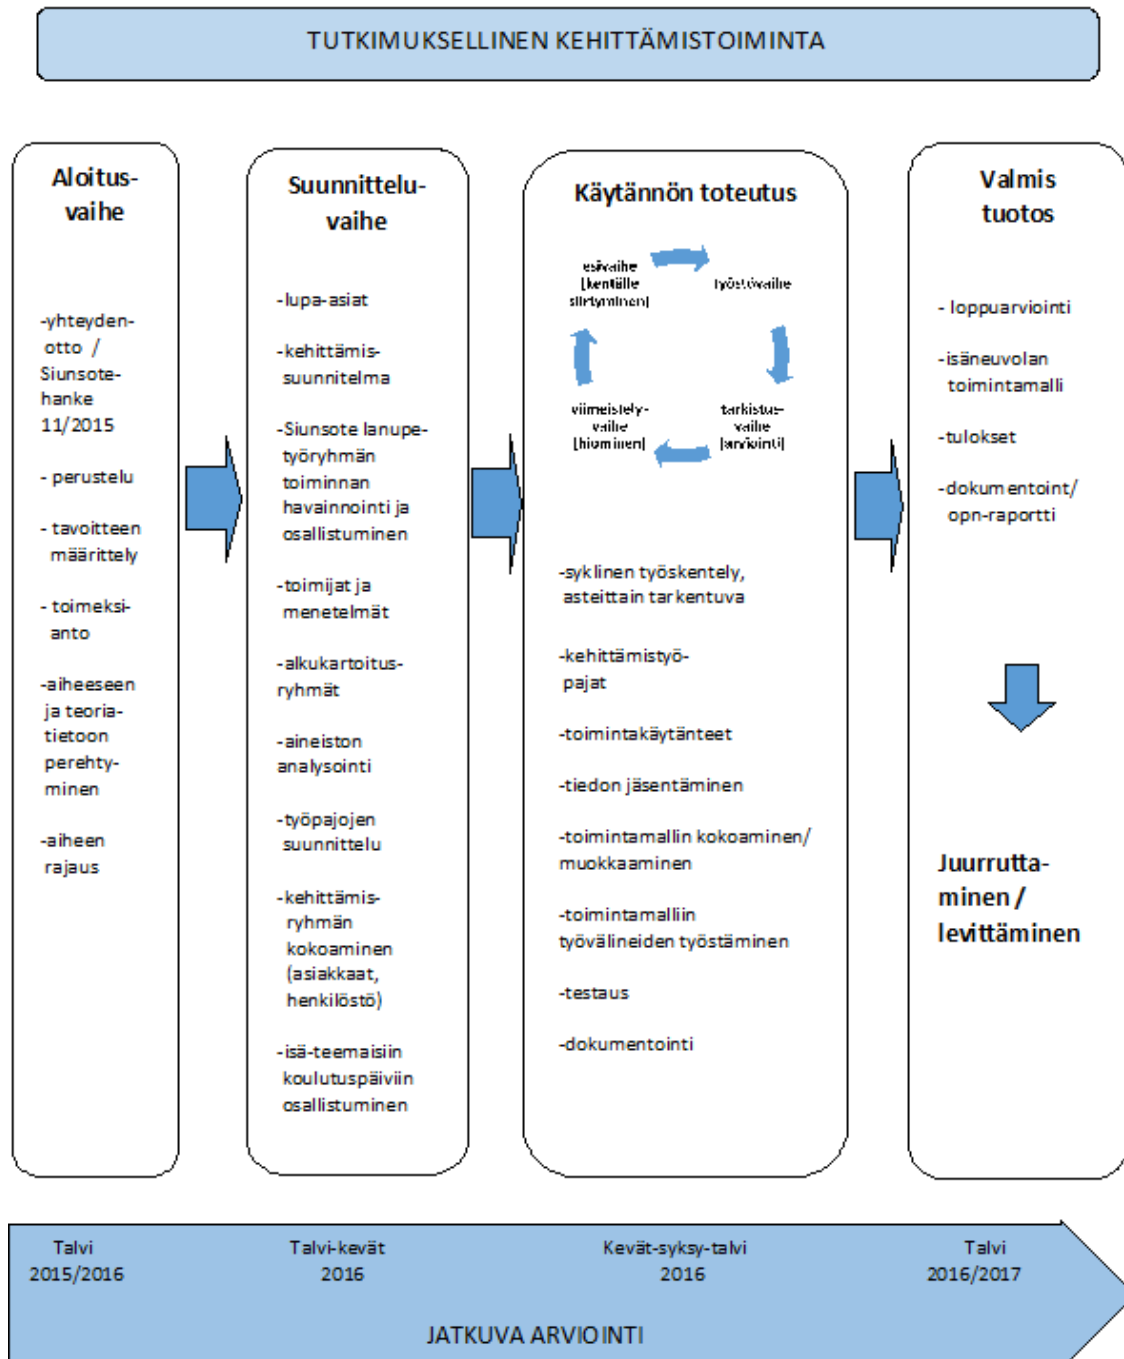 TUTKIMUKSELLINEN KEHITTÄMISTOIMINTA
Aloitus-
vaihe
-yhteyden-
otto /
Siunsote-
hanke
11/2015
- perustelu
- tavoitteen
määrittely
- toimeksi-
anto
-aiheeseen
ja teoria-
tietoon
perehty-
minen
-aiheen
rajaus
Suunnittelu-
vaihe
-lupa-asiat
-kehittämis-
suunnitelma
-Siunsote lanupe-
työryhmän
toiminnan
havainnointi ja
osallistuminen
-toimijat ja
menetelmät
-alkukartoitus-
ryhmät
-aineiston
analysointi
-työpajojen
suunnittelu
-kehittämis-
ryhmän
kokoaminen
(asiakkaat,
henkilöstö)
-isä-teemaisiin
koulutuspäiviin
osallistuminen
Käytännön toteutus
esivaihe
(kentälle
siirtyminen)
työstövaihe
tarkistus-
vaihe
(arviointi)
viimeistely-
vaihe
(hiominen)
-syklinen työskentely,
asteittain tarkentuva
-kehittämistyö-
pajat
-toimintakäytänteet
-tiedon jäsentäminen
-toimintamallin kokoaminen/
muokkaaminen
-toimintamalliin
työvälineiden työstäminen
-testaus
-dokumentointi
Valmis
tuotos
- loppuarviointi
-isäneuvolan
toimintamalli
-tulokset
-dokumentoint/
opn-raportti
Juurrutta-
minen /
levittäminen
Talvi
2015/2016
Talvi-kevät
2016
Kevät-syksy-talvi
2016
Talvi
2016/2017
JATKUVA ARVIOINTI